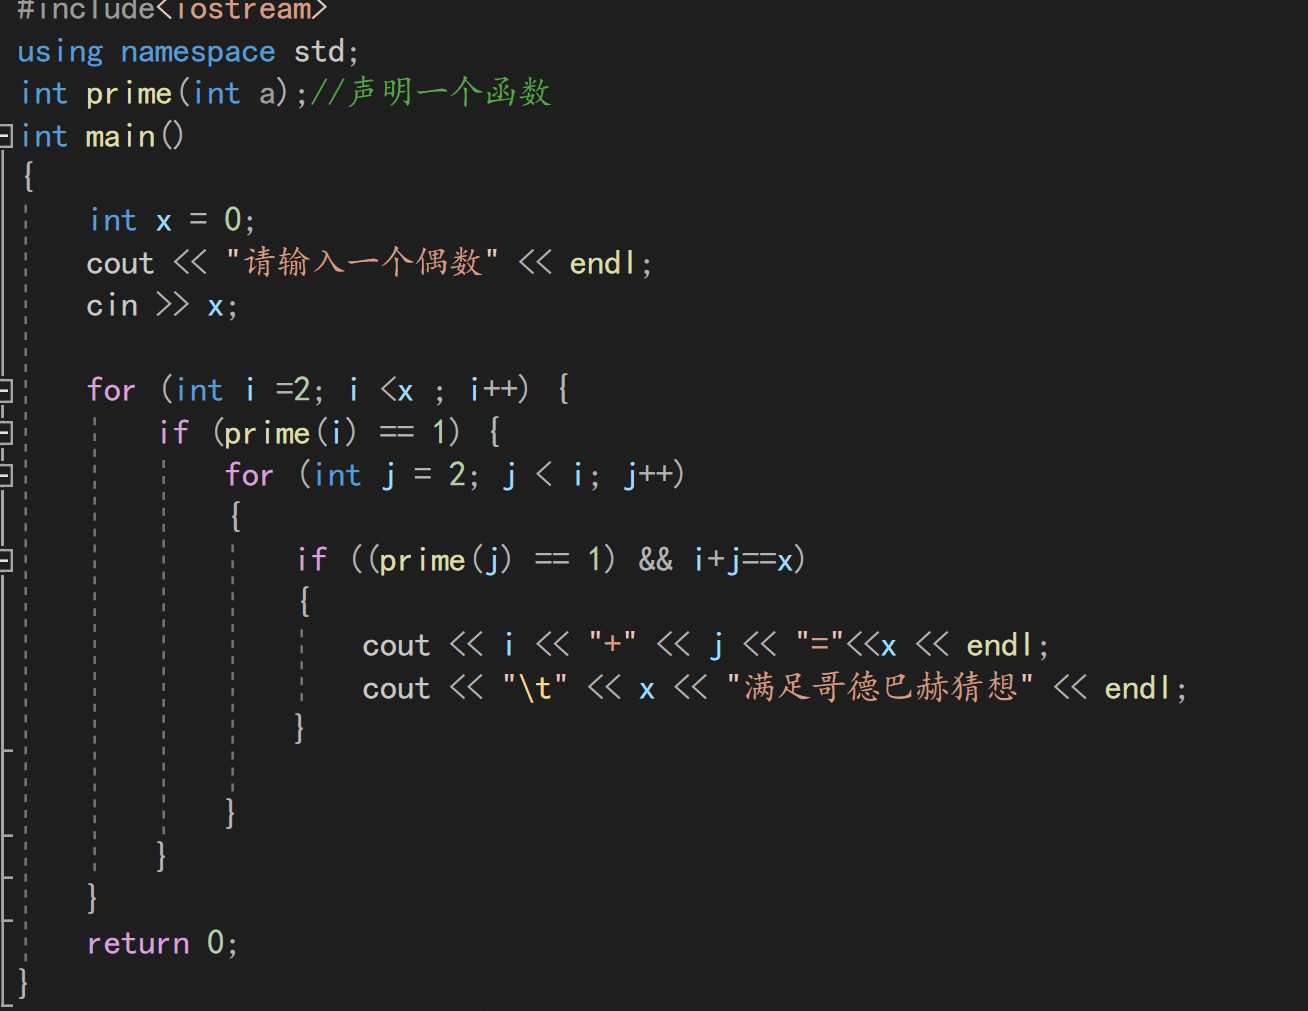 #include<iostream>
using namespace std;
int prime(int a);//声明一个函数
int main()
{
    int x = 0;
    cout << "请输入一个偶数" << endl;
    cin >> x;
    for (int i =2; i <x ; i++) {
        if (prime(i) == 1) {
            for (int j = 2; j < i; j++)
            {
                if ((prime(j) == 1) && i+j==x)
                {
                    cout << i << "+" << j << "="<<x << endl;
                    cout << "\t" << x << "满足哥德巴赫猜想" << endl;
                }
            }
        }
    }
    return 0;
}